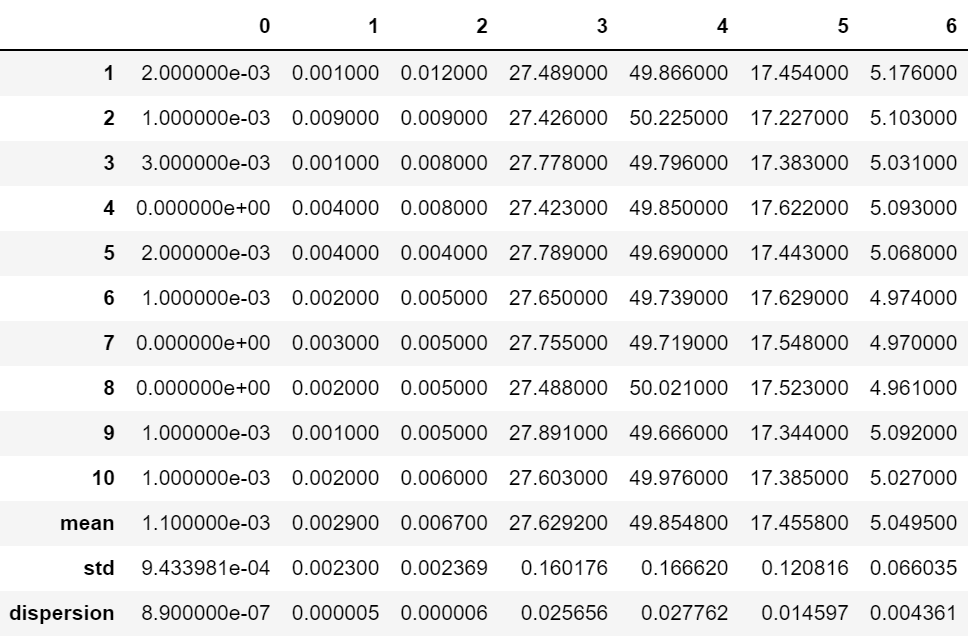 0 1 2 3 4 5 6
1 2.000000e-03 0.001000 0.012000 27.489000 49.866000 17.454000 5.176000
2 1.000000e-03 0.009000 0.009000 27.426000 50.225000 17.227000 5.103000
3 3.000000e-03 0.001000 0.008000 27.778000 49.796000 17.383000 5.031000
4 0.000000e+00 0.004000 0.008000 27.423000 49.850000 17.622000 5.093000
5 2.000000e-03 0.004000 0.004000 27.789000 49.690000 17.443000 5.068000
6 1.000000e-03 0.002000 0.005000 27.650000 49.739000 17.629000 4.974000
7 0.000000e+00 0.003000 0.005000 27.755000 49.719000 17.548000 4.970000
8 0.000000e+00 0.002000 0.005000 27.488000 50.021000 17.523000 4.961000
9 1.000000e-03 0.001000 0.005000 27.891000 49.666000 17.344000 5.092000
10 1.000000e-03 0.002000 0.006000 27.603000 49.976000 17.385000 5.027000
mean 1.100000e-03 0.002900 0.006700 27.629200 49.854800 17.455800 5.049500
std 9.433981e-04 0.002300 0.002369 0.160176 0.166620 0.120816 0.066035
dispersion 8.900000e-07 0.000005 0.000006 0.025656 0.027762 0.014597 0.004361